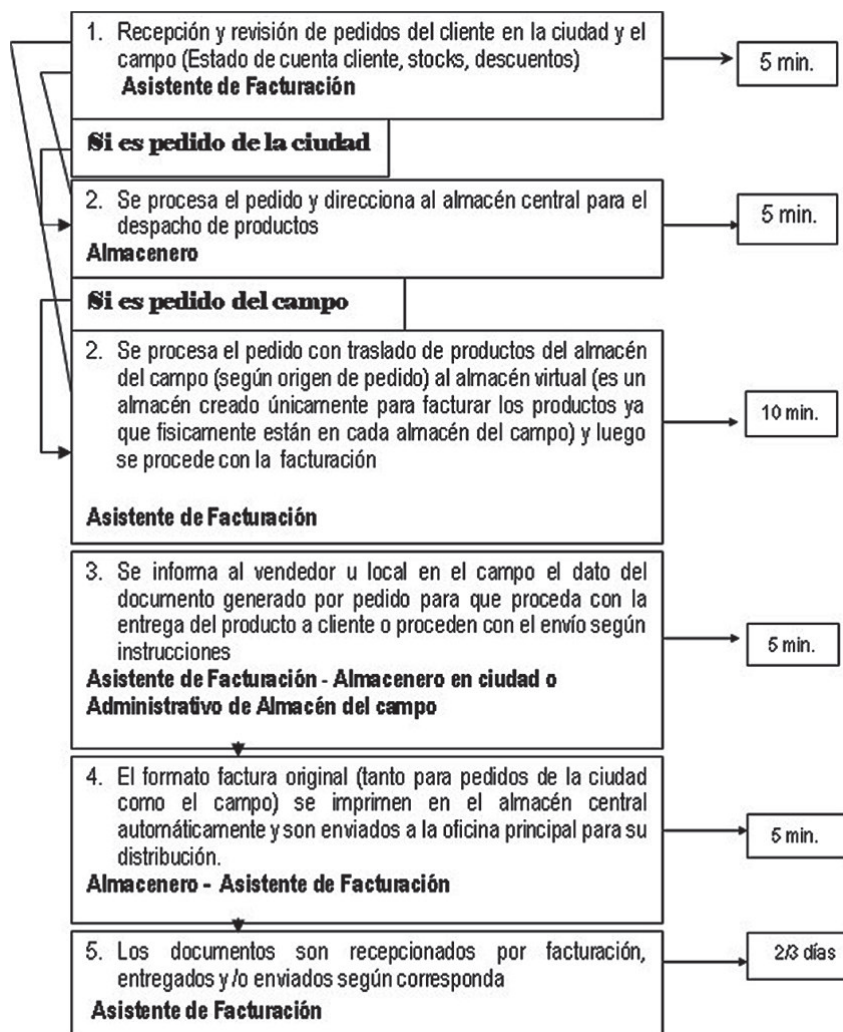 1. Recepción y revisión de pedidos del cliente en la ciudad y el
campo (Estado de cuenta cliente, stocks, descuentos)
Asistente de Facturación
5 min.
Si es pedido de la ciudad
2. Se procesa el pedido y direcciona al almacén central para el
despacho de productos
Almacenero
5 min.
Si es pedido del campo
2. Se procesa el pedido con traslado de productos del almacén
del campo (según origen de pedido) al almacén virtual (es un
almacén creado únicamente para facturar los productos ya
que fisicamente están en cada almacén del campo) y luego
se procede con la facturación
Asistente de Facturación
10 min.
3. Se informa al vendedor u local en el campo el dato del
documento generado por pedido para que proceda con la
entrega del producto a cliente o proceden con el envío según
instrucciones
Asistente de Facturación - Almacenero en ciudad o
Administrativo de Almacén del campo
5 min.
4. El formato factura original (tanto para pedidos de la ciudad
como el campo) se imprimen en el almacén central
automáticamente y son enviados a la oficina principal para su
distribución.
Almacenero - Asistente de Facturación
5 min.
5. Los documentos son recepcionados por facturación,
entregados y/o enviados según corresponda
Asistente de Facturación
2/3 días